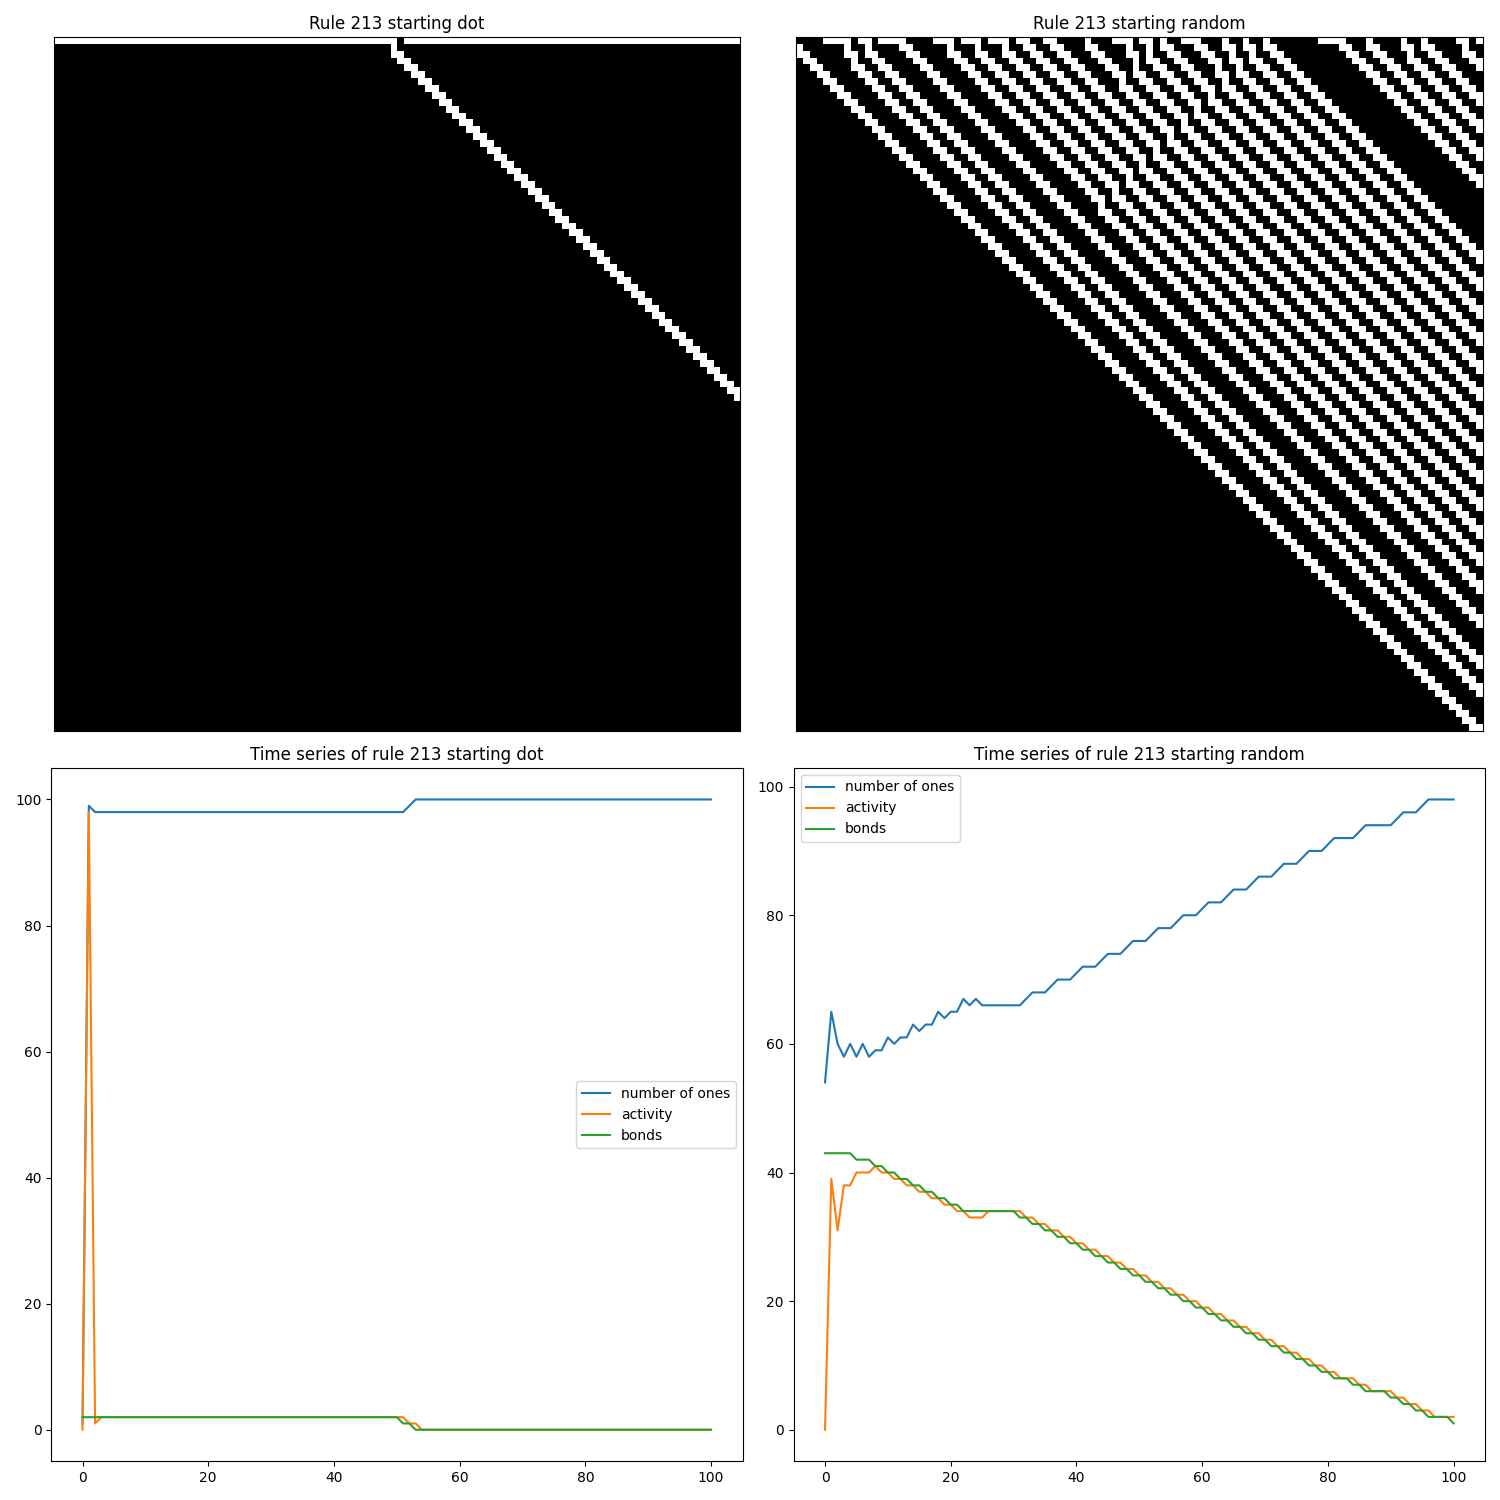 Rule 213 starting dot
Rule 213 starting random
Time series of rule 213 starting dot
100
80
60
40
20
0
number of ones
activity
bonds
0
20
40
60
80
100
Time series of rule 213 starting random
number of ones
activity
bonds
100
80
60
40
20
0
0
20
40
60
80
100